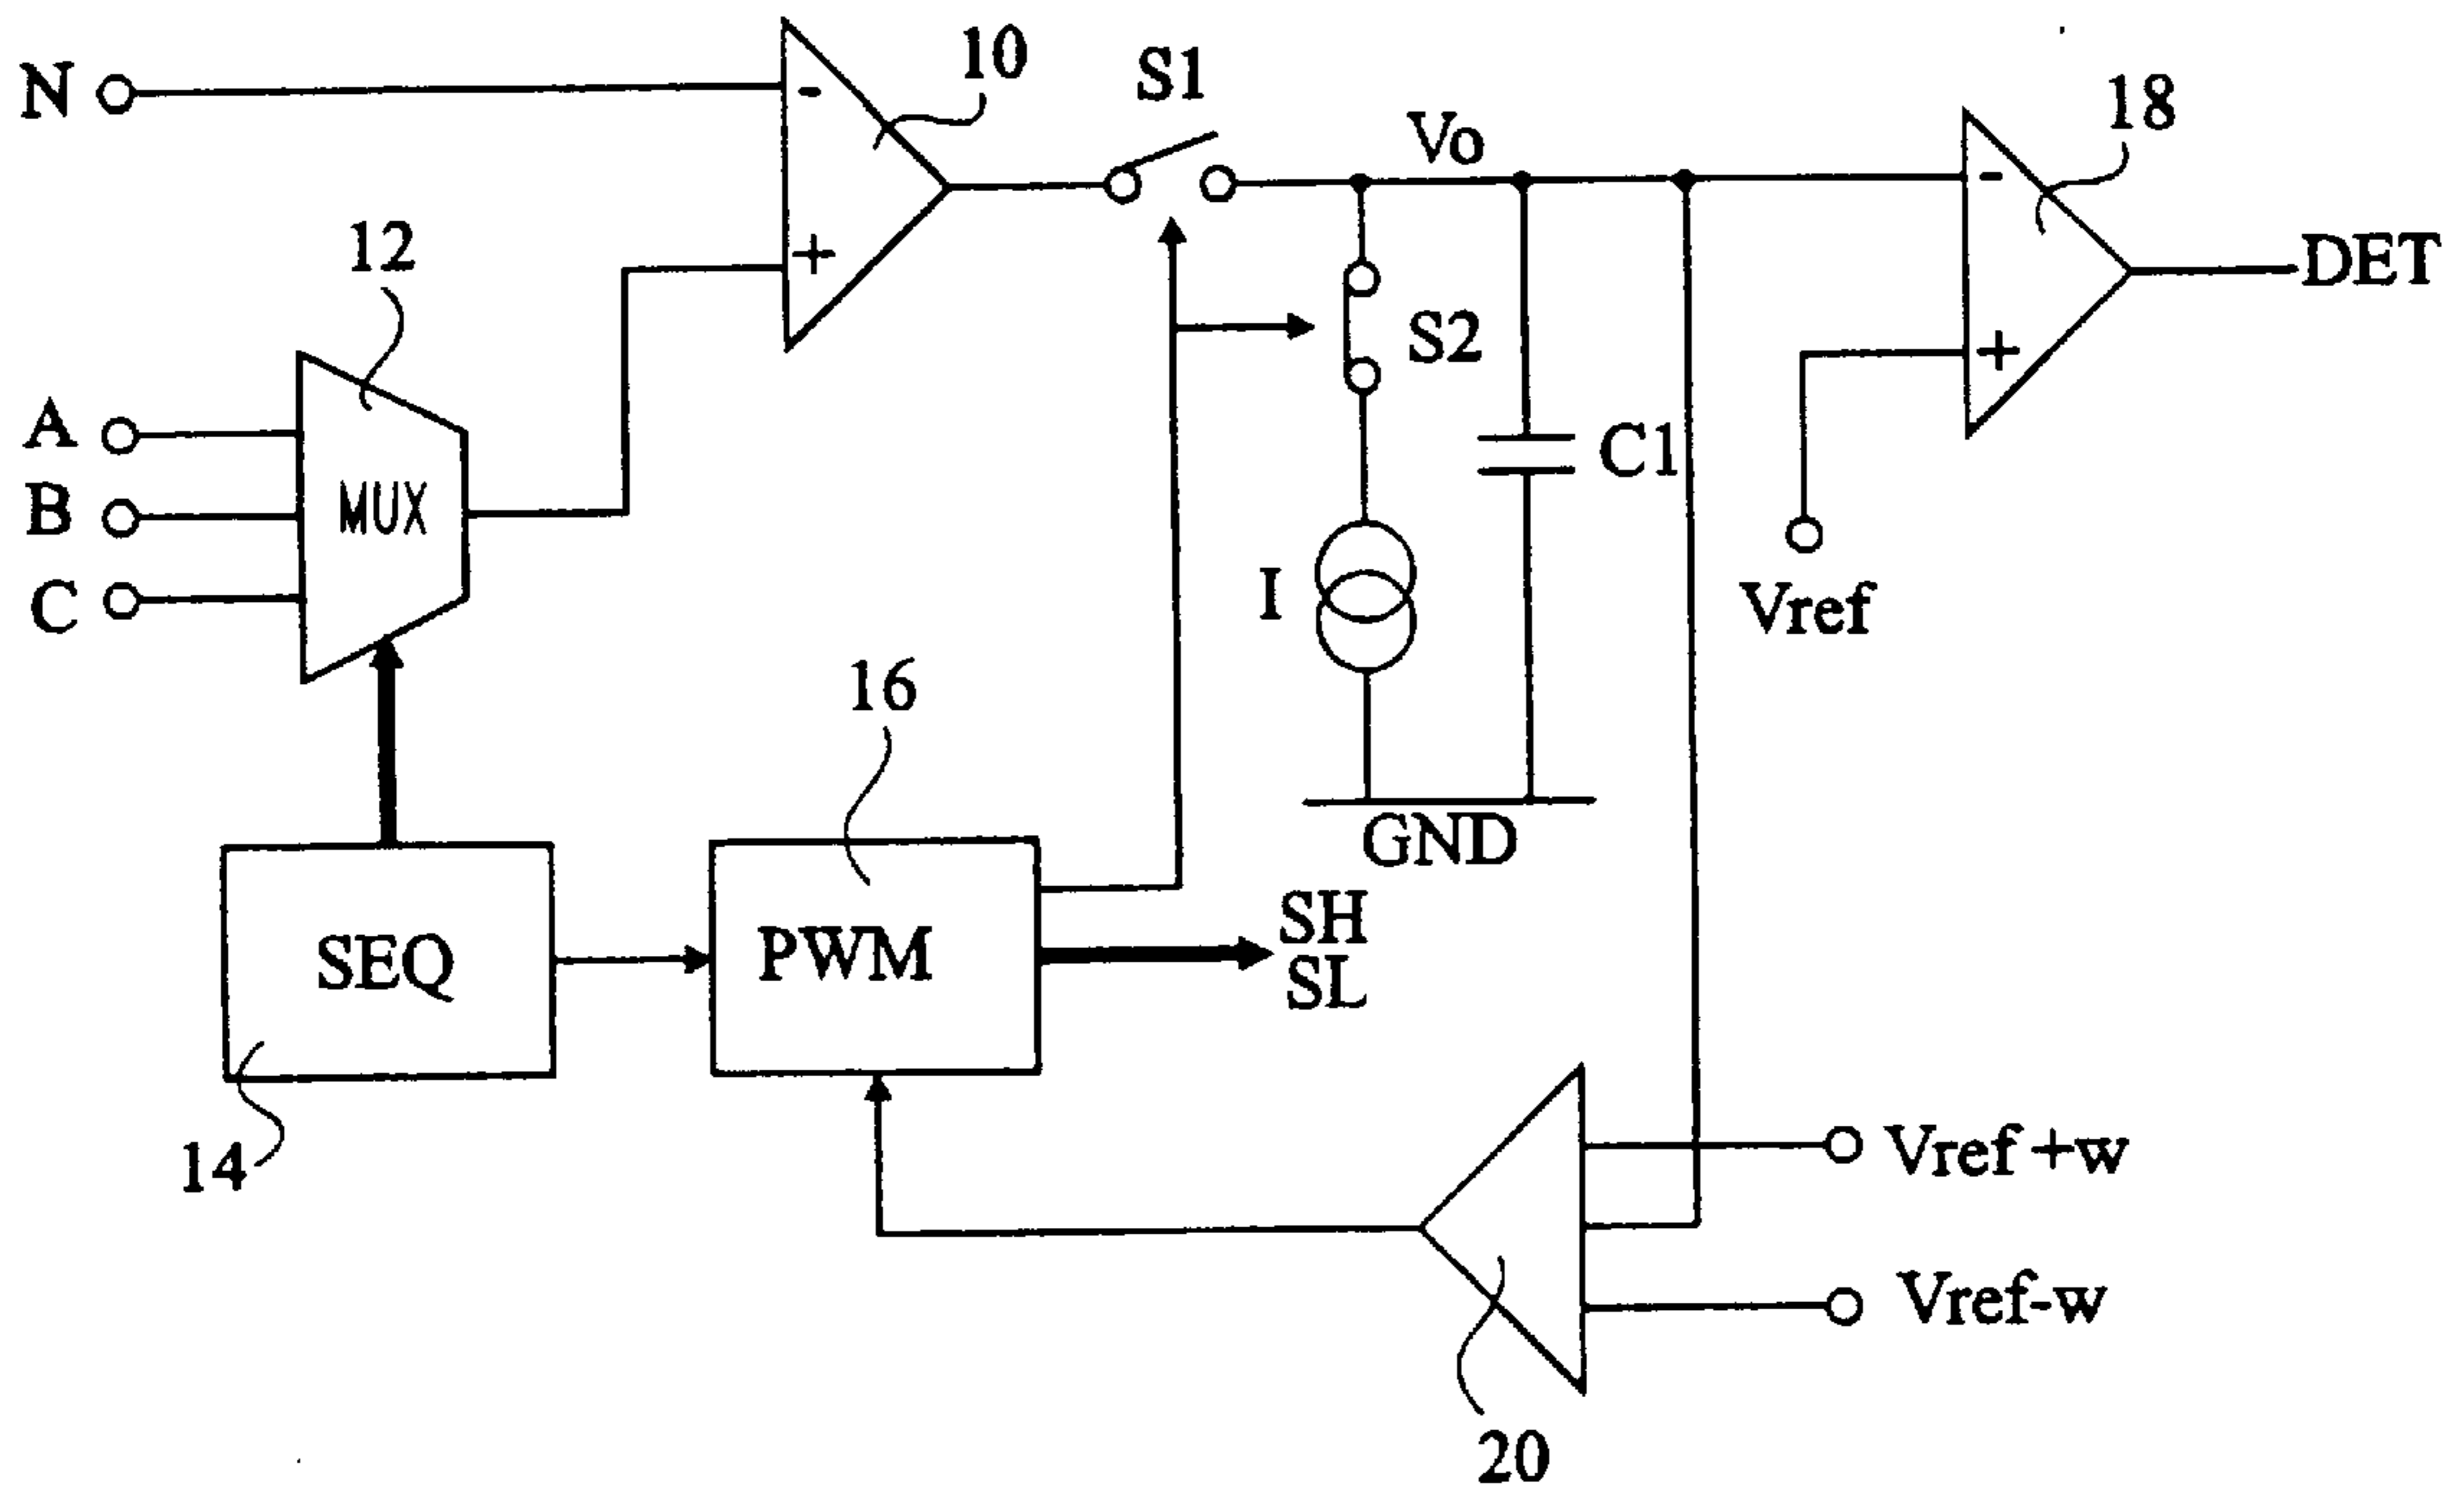 N
-
10
S1
Vo
18
-
DET
12
+
S2
+
A
B
C
MUX
C1
I
Vref
16
GND
SEQ
PWM
SH
SL
14
Vref +w
Vref-w
20